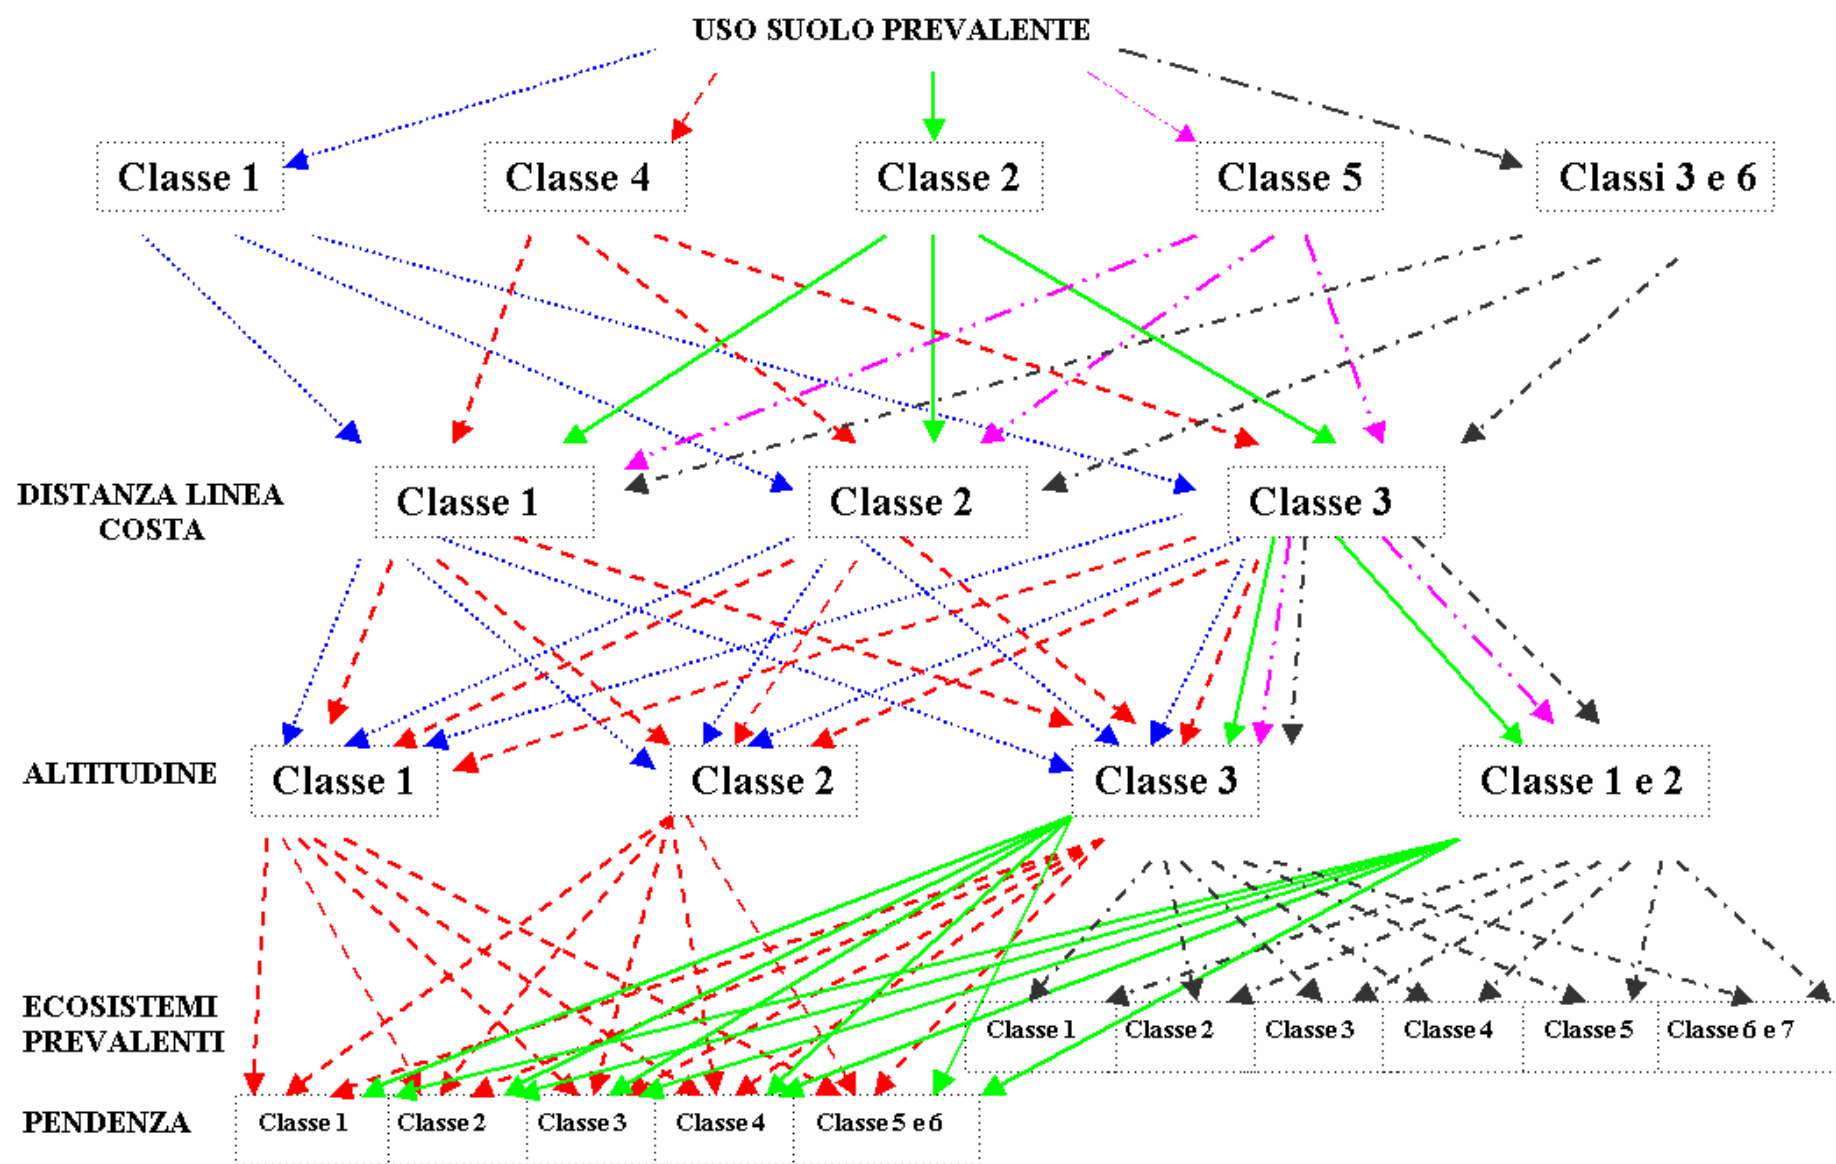 USO SUOLO PREVALENTE
Classe 1
Classe 4
Classe 2
Classe 5
Classi 3 e 6
DISTANZA LINEA
COSTA
Classe 1
Classe 2
Classe 3
ALTITUDINE
Classe 1
Classe 2
Classe 3
Classe 1 e 2
ECOSISTEMI
PREVALENTI
Classe 1
Classe 2
Classe 3
Classe 4
Classe 5
Classe 6 e 7
PENDENZA
Classe 1
Classe 2
Classe 3
Classe 4
Classe 5 e 6